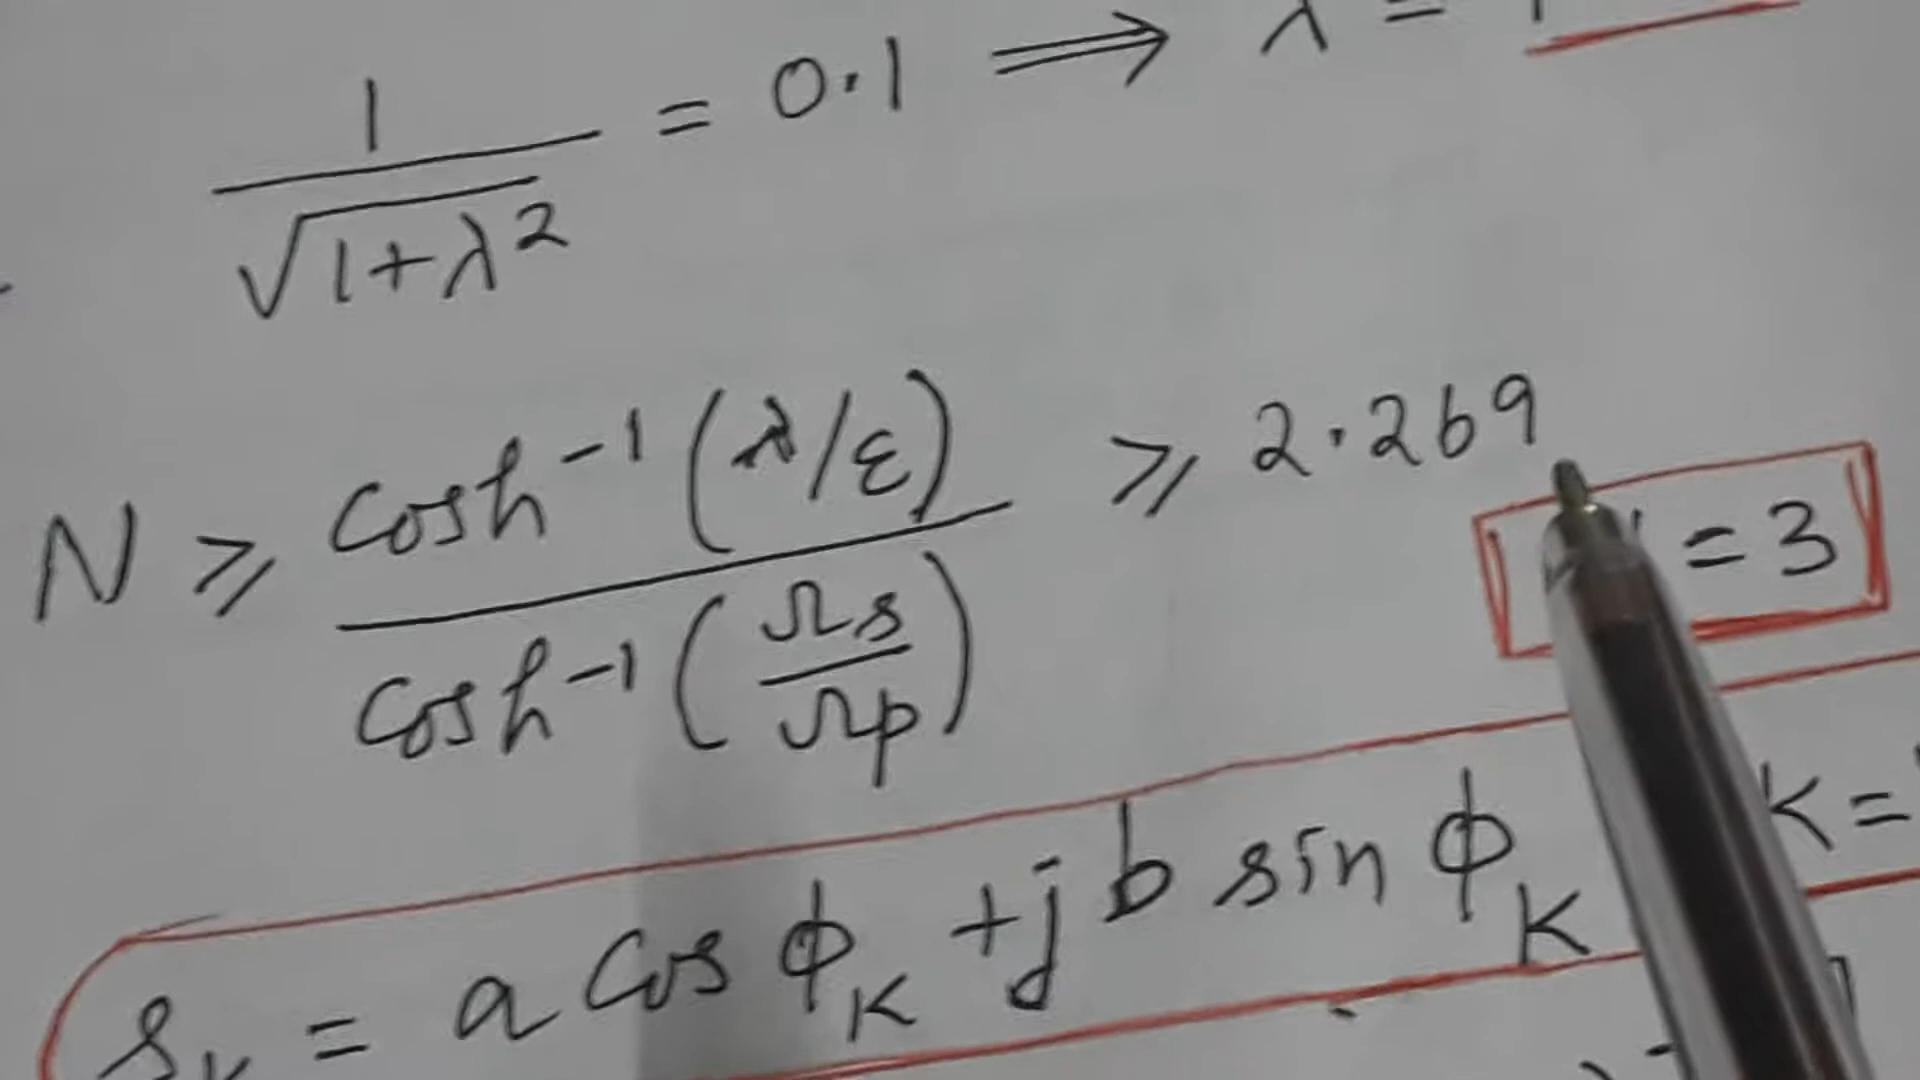 1/√(1+λ²) = 0.1 ⟹ λ =
N ≥ cosh⁻¹(λ/ε) / cosh⁻¹(Ωs/Ωp) ≥ 2.269
= 3
K =
sₖ = a cos ϕₖ + j b sin ϕₖ